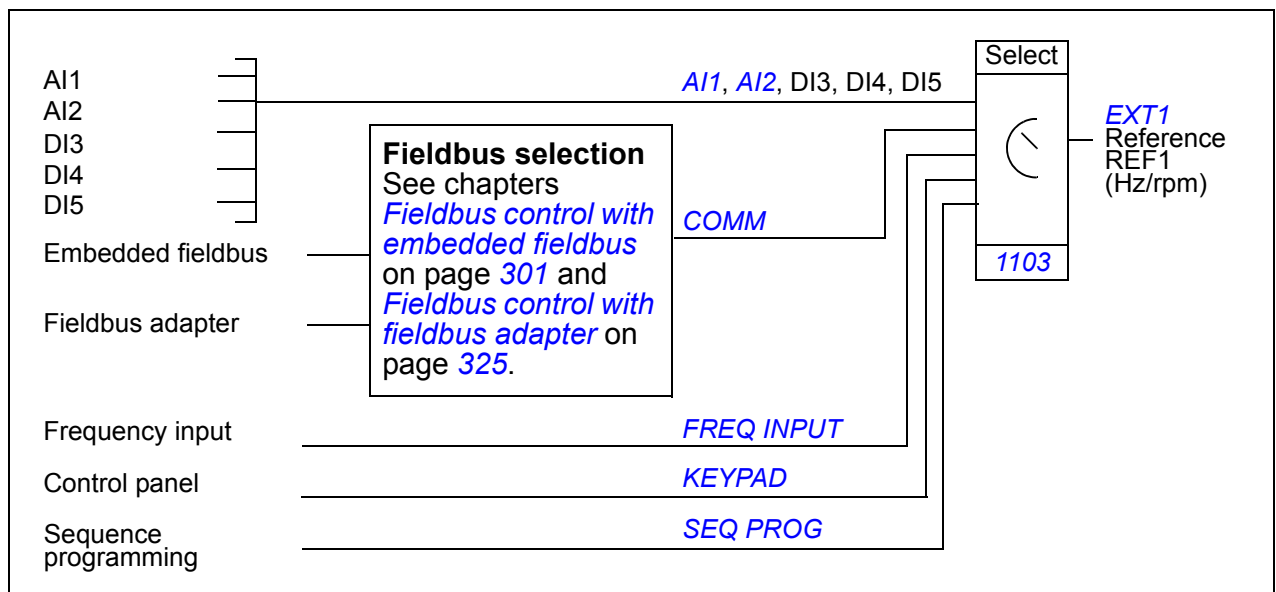 AI1
AI2
DI3
DI4
DI5
Embedded fieldbus
Fieldbus adapter
Frequency input
Control panel
Sequence
programming
Fieldbus selection
See chapters
Fieldbus control with
embedded fieldbus
on page 301 and
Fieldbus control with
fieldbus adapter on
page 325.
AI1, AI2, DI3, DI4, DI5
COMM
FREQ INPUT
KEYPAD
SEQ PROG
Select
1103
EXT1
Reference
REF1
(Hz/rpm)